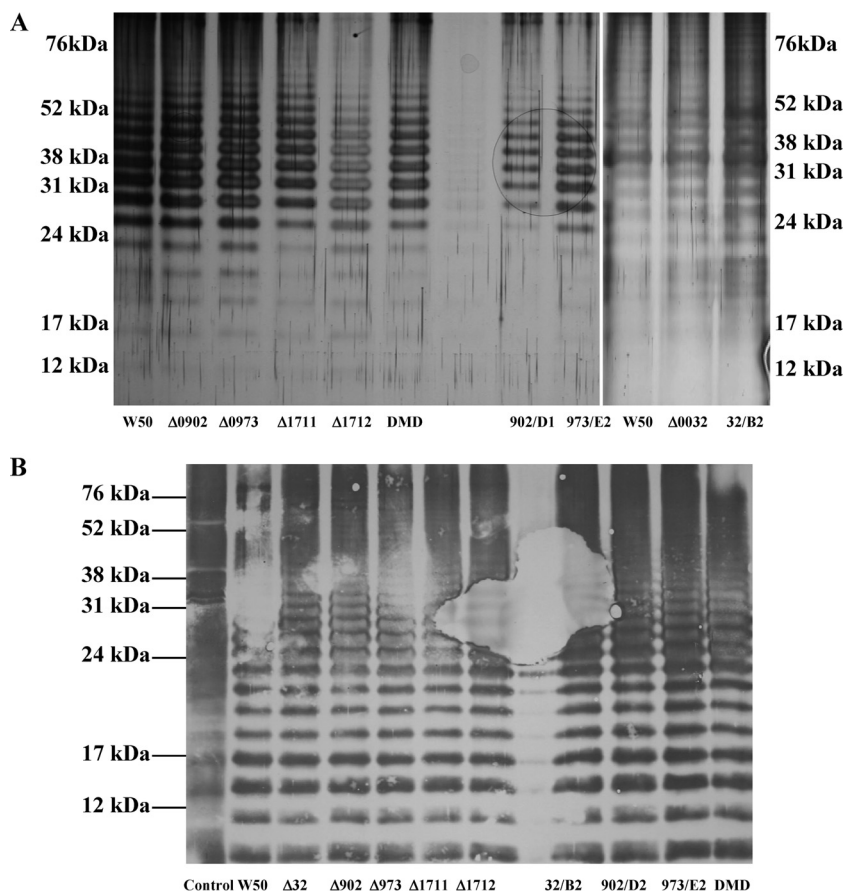 A
76kDa
52 kDa
38 kDa
31 kDa
24 kDa
17 kDa
12 kDa
76kDa
52 kDa
38 kDa
31 kDa
24 kDa
17 kDa
12 kDa
W50 Δ0902 Δ0973 Δ1711 Δ1712 DMD 902/D1 973/E2 W50 Δ0032 32/B2
B
76 kDa
52 kDa
38 kDa
31 kDa
24 kDa
17 kDa
12 kDa
Control W50 Δ32 Δ902 Δ973 Δ1711 Δ1712 32/B2 902/D2 973/E2 DMD